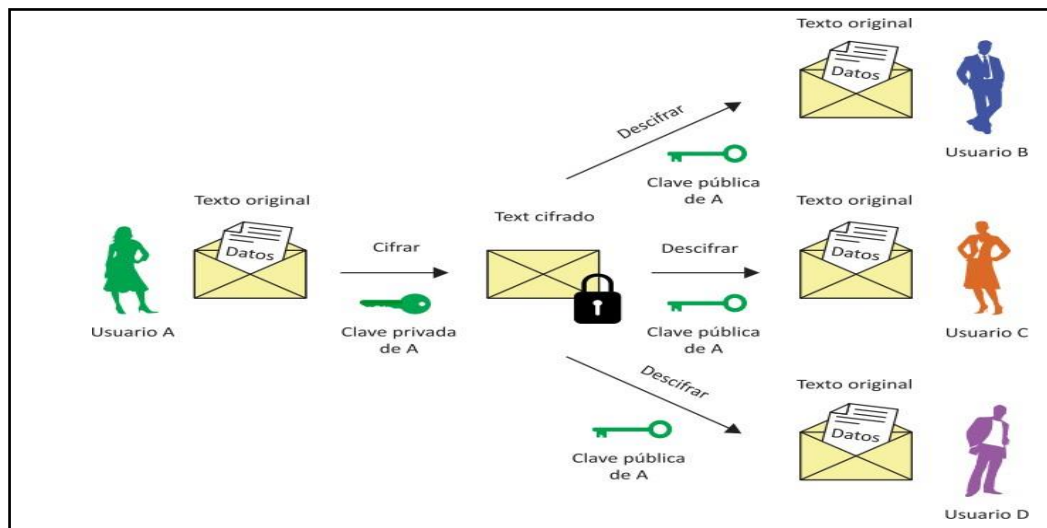 Texto original
Datos
Usuario A
Cifrar
Clave privada
de A
Text cifrado
Descifrar
Clave pública
de A
Texto original
Datos
Usuario B
Descifrar
Clave pública
de A
Texto original
Datos
Usuario C
Descifrar
Clave pública
de A
Texto original
Datos
Usuario D